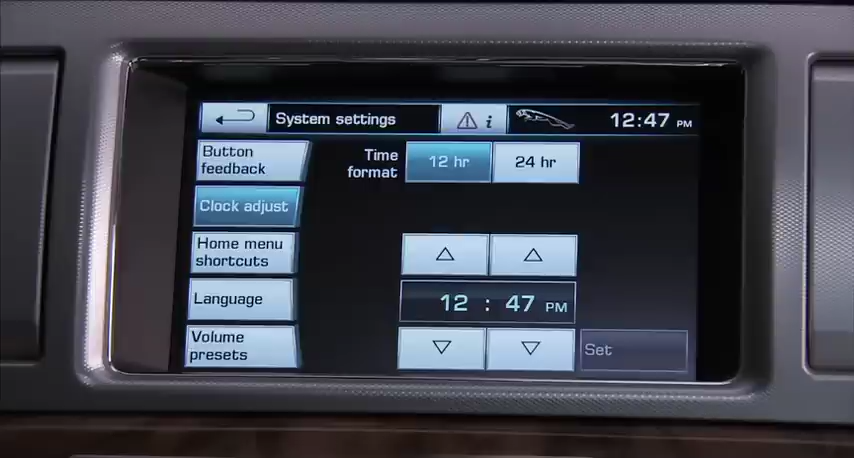 System settings
i
12:47 PM
Button
feedback
Time
format
12 hr
24 hr
Clock adjust
Home menu
shortcuts
Language
12 : 47 PM
Volume
presets
Set